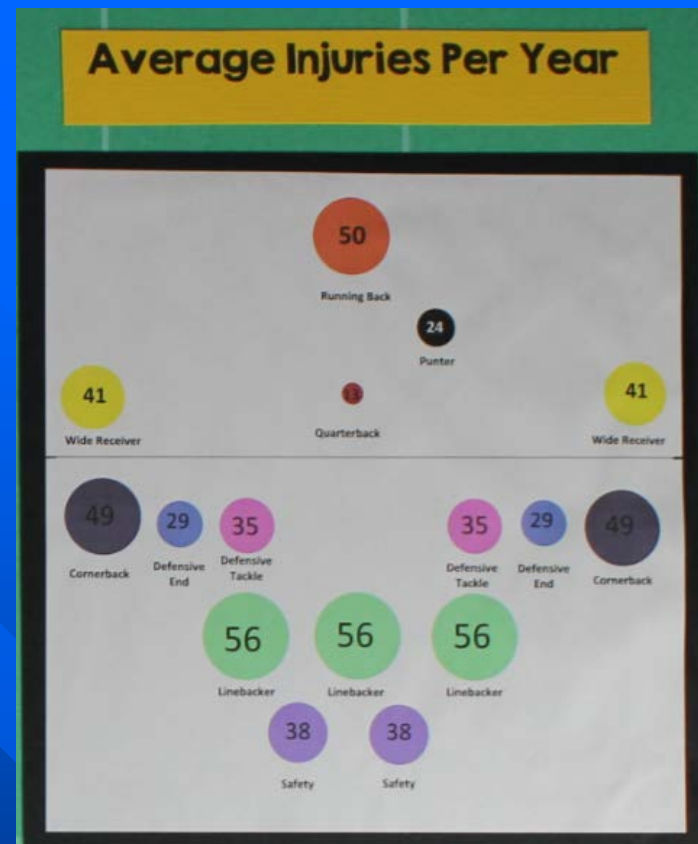 Average Injuries Per Year
50
Running Back
24
Punter
41
Wide Receiver
13
Quarterback
41
Wide Receiver
49
Cornerback
29
Defensive
End
35
Defensive
Tackle
35
Defensive
Tackle
29
Defensive
End
49
Cornerback
56
Linebacker
56
Linebacker
56
Linebacker
38
Safety
38
Safety